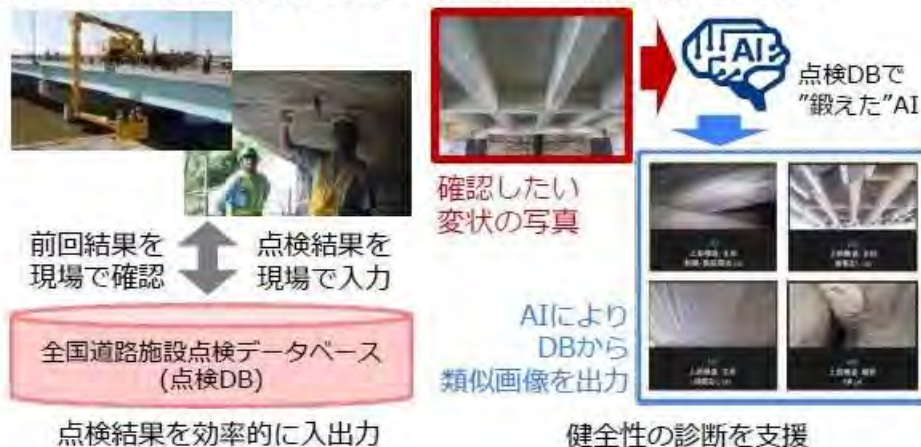 前回結果を
現場で確認
点検結果を
現場で入力
全国道路施設点検データベース
(点検DB)
点検結果を効率的に入出力
確認したい
変状の写真
AI
点検DBで
”鍛えた”AI
AIにより
DBから
類似画像を出力
健全性の診断を支援